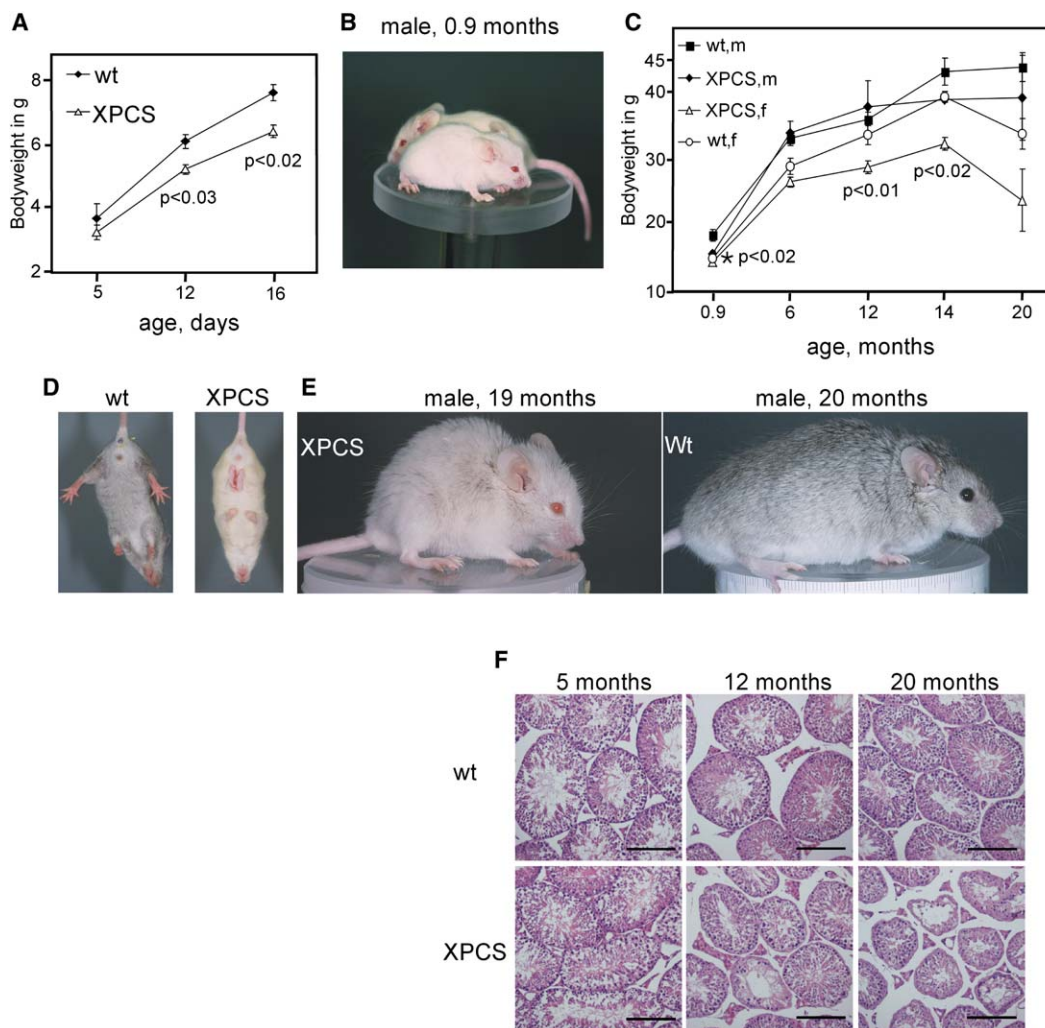 A
Bodyweight in g
8
6
4
2
wt
XPCS
p<0.03
p<0.02
5
12
16
age, days
B
male, 0.9 months
C
Bodyweight in g
45
40
30
20
10
wt,m
XPCS,m
XPCS,f
wt,f
* p<0.02
p<0.01
p<0.02
0.9
6
12
14
20
age, months
D
wt
XPCS
E
male, 19 months
XPCS
male, 20 months
Wt
F
5 months
12 months
20 months
wt
XPCS